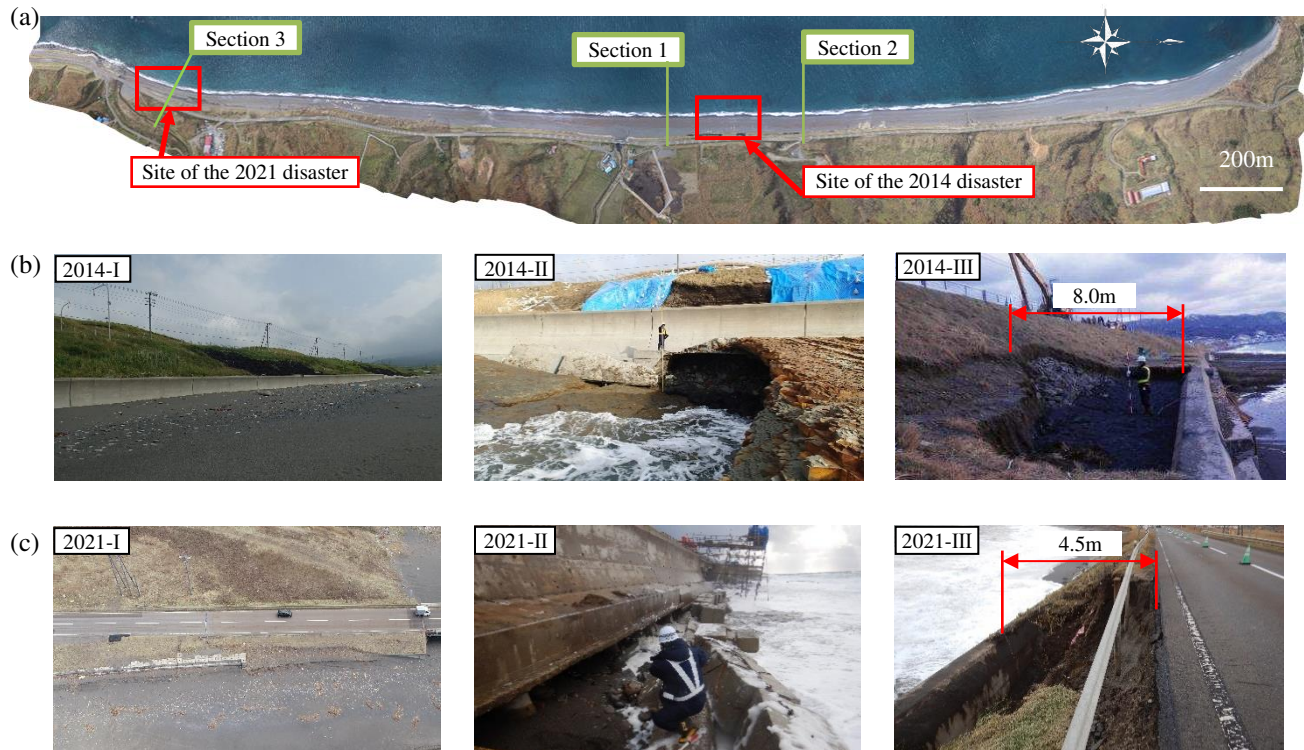 (a)
Section 3
Section 1
Section 2
Site of the 2021 disaster
Site of the 2014 disaster
200m
(b)
2014-I
2014-II
2014-III
8.0m
(c)
2021-I
2021-II
2021-III
4.5m